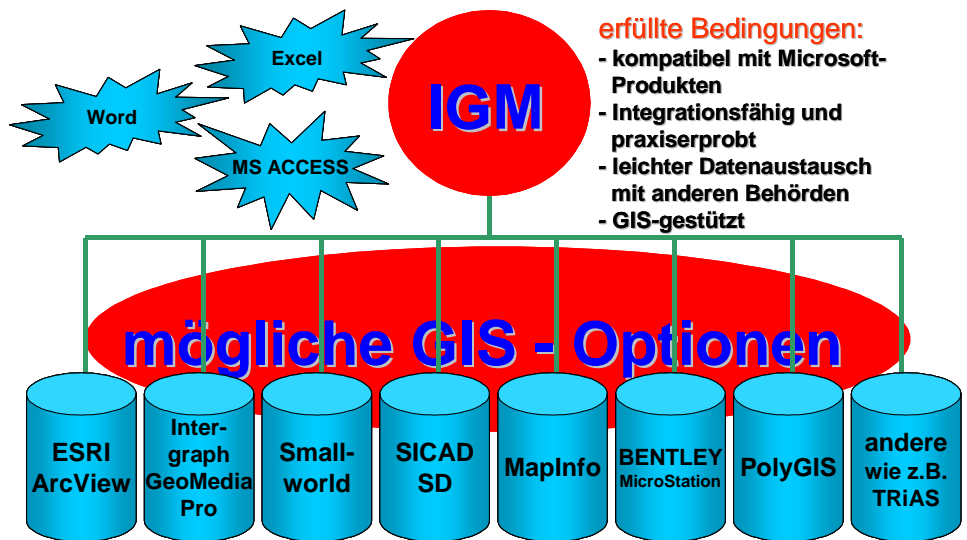 Excel
Word
MS ACCESS
IGM
erfüllte Bedingungen:
- kompatibel mit Microsoft-
Produkten
- Integrationsfähig und
praxiserprobt
- leichter Datenaustausch
mit anderen Behörden
- GIS-gestützt
mögliche GIS - Optionen
ESRI
ArcView
Inter-
graph
GeoMedia
Pro
Small-
world
SICAD
SD
MapInfo
BENTLEY
MicroStation
PolyGIS
andere
wie z.B.
TRiAS